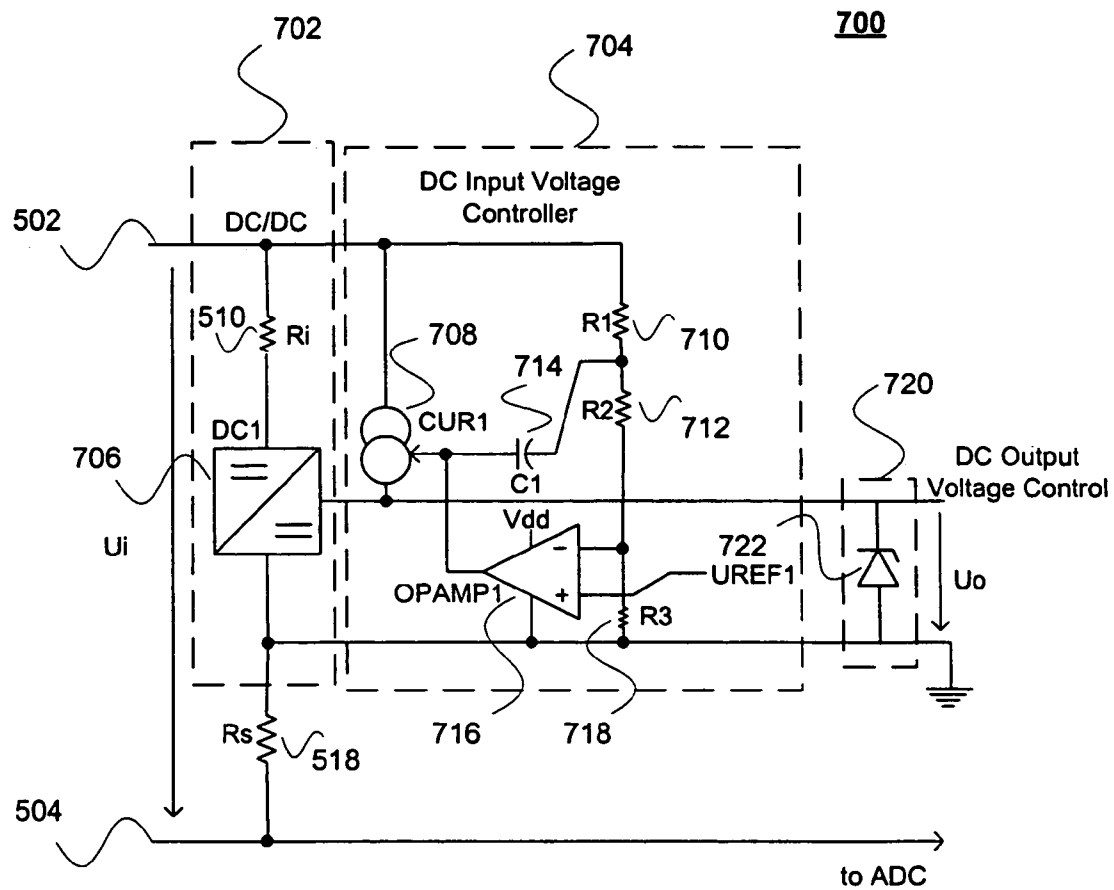 700
702
704
DC Input Voltage
Controller
502
DC/DC
510
Ri
708
R1
710
714
720
CUR1
R2
712
DC1
706
C1
DC Output
Voltage Control
Vdd
Ui
722
OPAMP1
−
+
UREF1
Uo
R3
716
718
Rs
518
504
to ADC